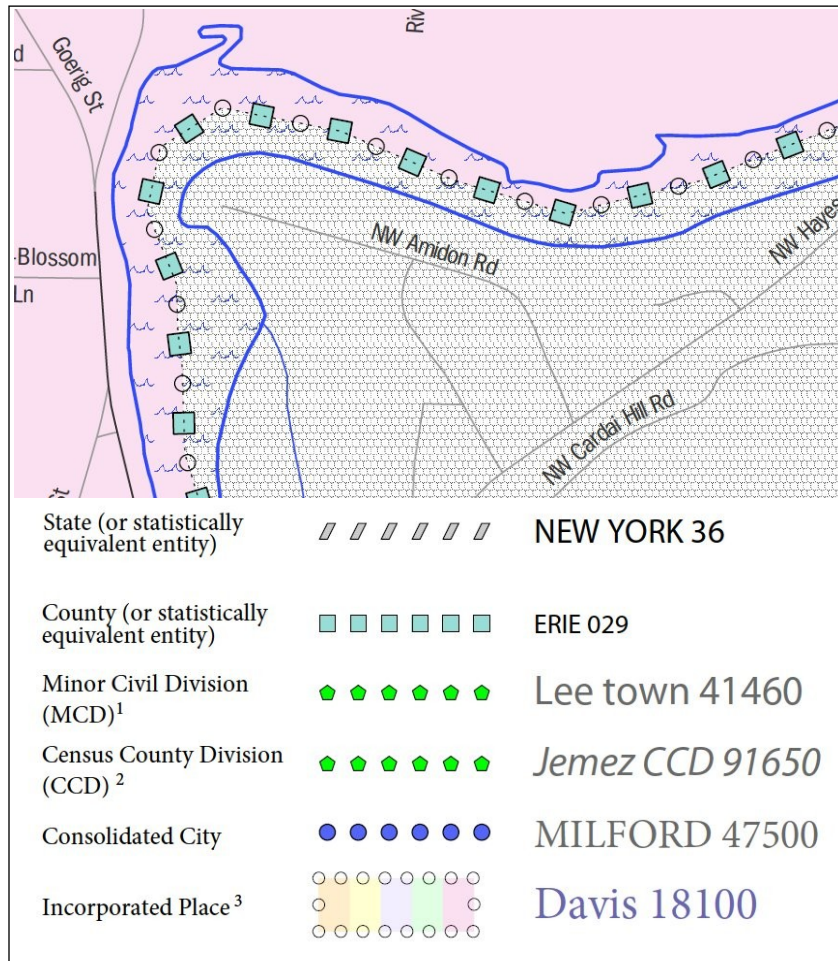 Riv
d
Goerig St
NW Amidon Rd
NW Hayes
Blossom
Ln
NW Cardai Hill Rd
St
State (or statistically
equivalent entity)
NEW YORK 36
County (or statistically
equivalent entity)
ERIE 029
Minor Civil Division
(MCD)1
Lee town 41460
Census County Division
(CCD) 2
Jemez CCD 91650
Consolidated City
MILFORD 47500
Incorporated Place 3
Davis 18100